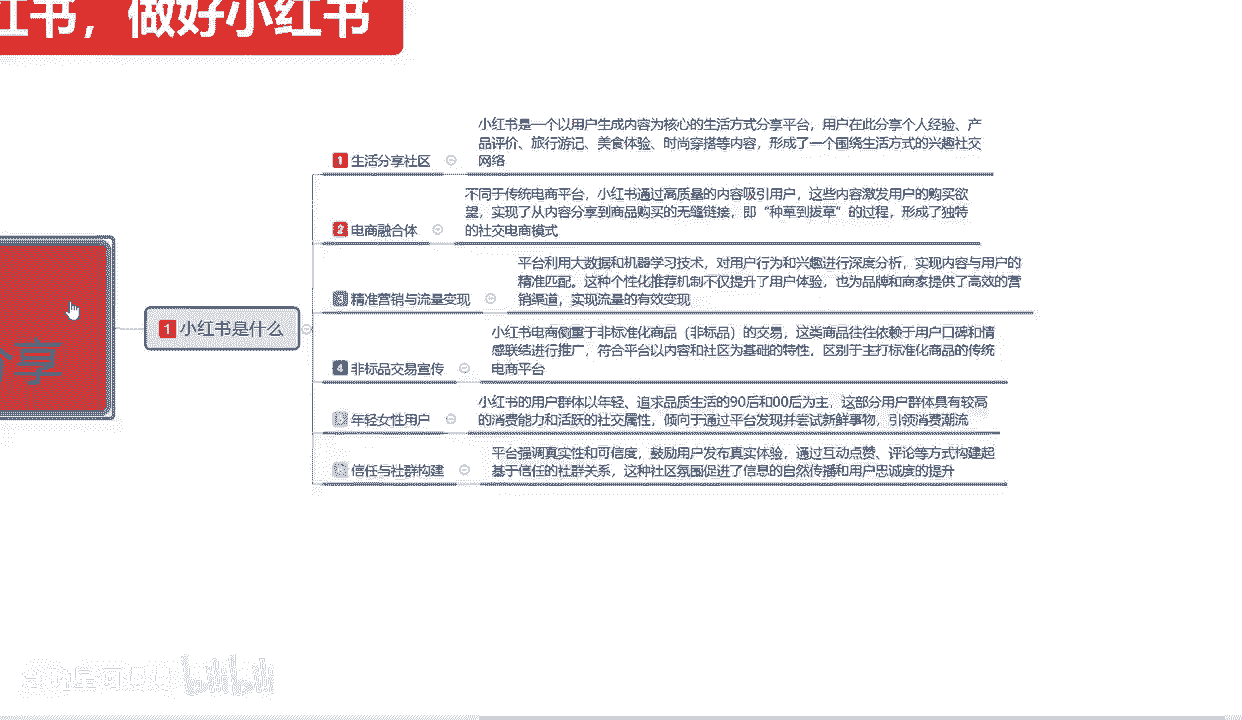 红书，做好小红书
小红书是一个以用户生成内容为核心的生活方式分享平台，用户在此分享个人经验、产
品评价、旅行游记、美食体验、时尚穿搭等内容，形成了一个围绕生活方式的兴趣社交
网络
1 生活分享社区
不同于传统电商平台，小红书通过高质量的内容吸引用户，这些内容激发用户的购买欲
望，实现了从内容分享到商品购买的无缝链接，即“种草到拔草”的过程，形成了独特
的社交电商模式
2 电商融合体
平台利用大数据和机器学习技术，对用户行为和兴趣进行深度分析，实现内容与用户的
精准匹配。这种个性化推荐机制不仅提升了用户体验，也为品牌和商家提供了高效的营
销渠道，实现流量的有效变现
3 精准营销与流量变现
1 小红书是什么
小红书电商侧重于非标准化商品（非标品）的交易，这类商品往往依赖于用户口碑和情
感联结进行推广，符合平台以内容和社区为基础的特性，区别于主打标准化商品的传统
电商平台
4 非标品交易宣传
享
小红书的用户群体以年轻、追求品质生活的90后和00后为主，这部分用户群体具有较高
的消费能力和活跃的社交属性，倾向于通过平台发现并尝试新鲜事物，引领消费潮流
年轻女性用户
平台强调真实性和可信度，鼓励用户发布真实体验，通过互动点赞、评论等方式构建起
基于信任的社群关系，这种社区氛围促进了信息的自然传播和用户忠诚度的提升
信任与社群构建
bilibili